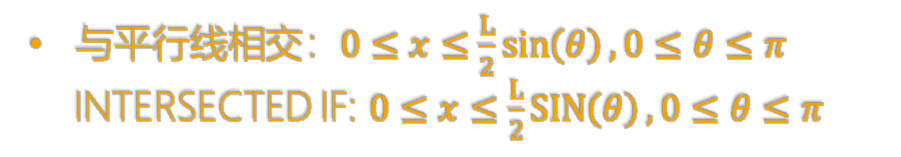 • 与平行线相交：0 ≤ x ≤ L/2 sin(θ), 0 ≤ θ ≤ π
INTERSECTED IF: 0 ≤ x ≤ L/2 SIN(θ), 0 ≤ θ ≤ π